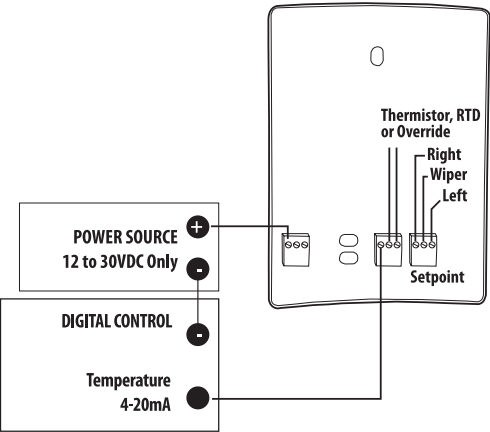 Thermistor, RTD
or Override
Right
Wiper
Left
Setpoint
+
POWER SOURCE
12 to 30VDC Only
-
DIGITAL CONTROL
-
Temperature
4-20mA